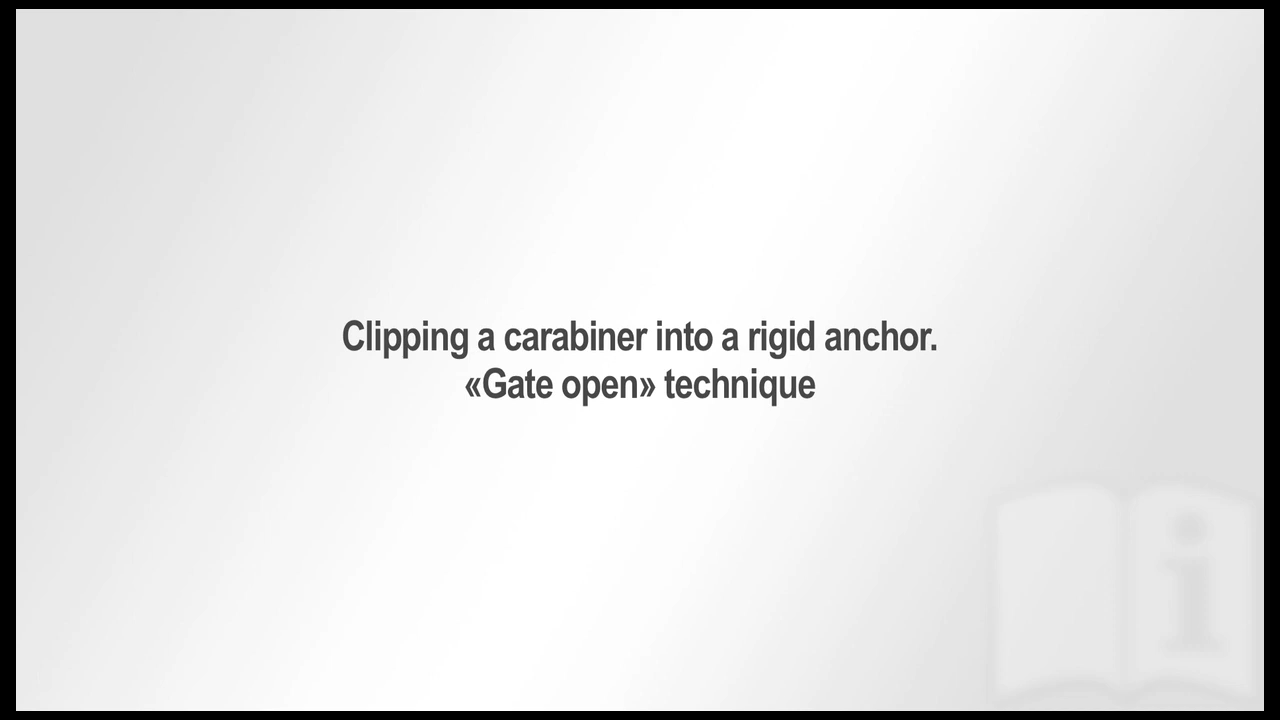 Clipping a carabiner into a rigid anchor.
«Gate open» technique
i